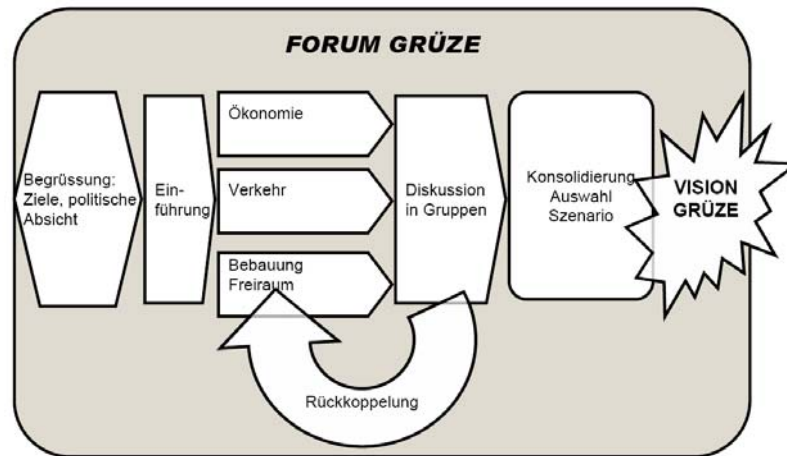 FORUM GRÜZE
Begrüssung:
Ziele, politische
Absicht
Ein-
führung
Ökonomie
Verkehr
Bebauung
Freiraum
Diskussion
in Gruppen
Konsolidierung
Auswahl
Szenario
VISION
GRÜZE
Rückkoppelung